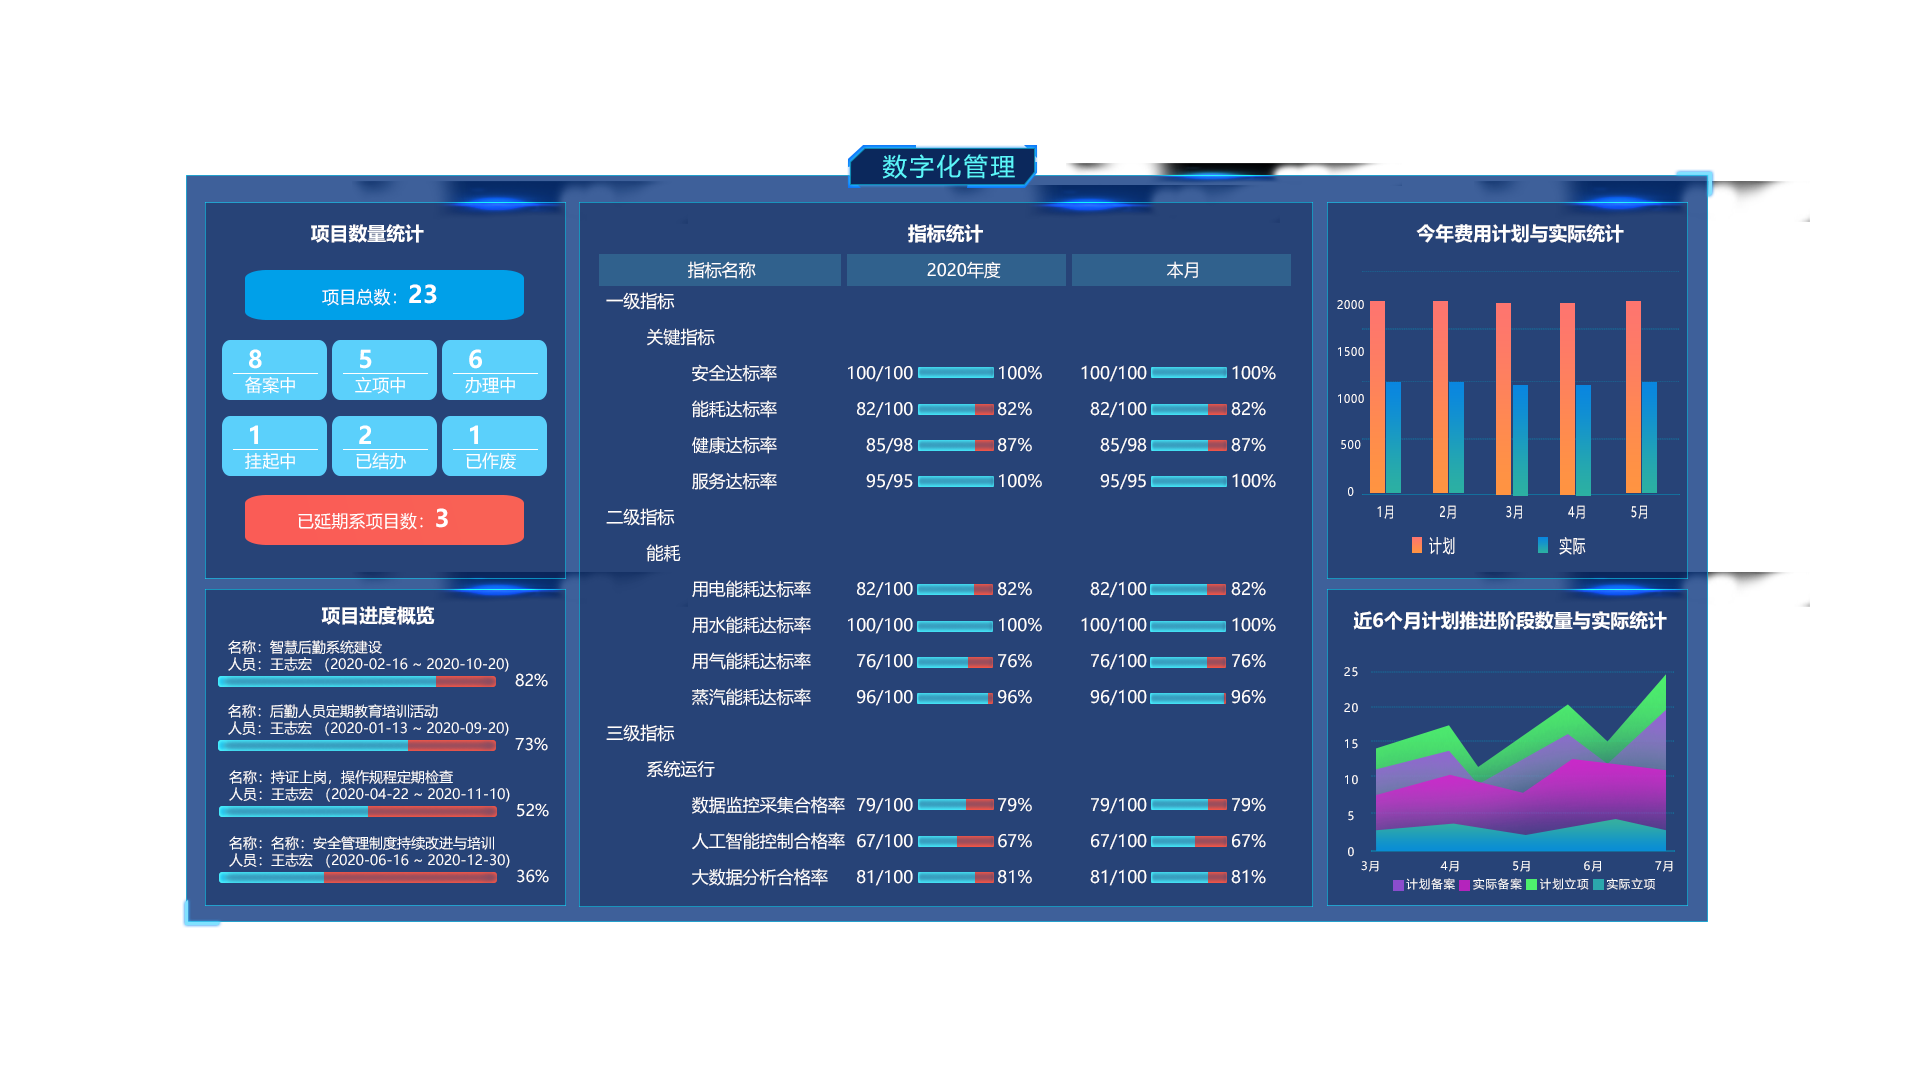 数字化管理
项目数量统计
项目总数：23
8
备案中
5
立项中
6
办理中
1
挂起中
2
已结办
1
已作废
已延期系项目数：3
项目进度概览
名称：智慧后勤系统建设
人员：王志宏 （2020-02-16 ~ 2020-10-20)
82%
名称：后勤人员定期教育培训活动
人员：王志宏 （2020-01-13 ~ 2020-09-20)
73%
名称：持证上岗，操作规程定期检查
人员：王志宏 （2020-04-22 ~ 2020-11-10)
52%
名称：名称：安全管理制度持续改进与培训
人员：王志宏 （2020-06-16 ~ 2020-12-30)
36%
指标统计
指标名称 2020年度 本月
一级指标
关键指标
安全达标率 100/100 100% 100/100 100%
能耗达标率 82/100 82% 82/100 82%
健康达标率 85/98 87% 85/98 87%
服务达标率 95/95 100% 95/95 100%
二级指标
能耗
用电能耗达标率 82/100 82% 82/100 82%
用水能耗达标率 100/100 100% 100/100 100%
用气能耗达标率 76/100 76% 76/100 76%
蒸汽能耗达标率 96/100 96% 96/100 96%
三级指标
系统运行
数据监控采集合格率 79/100 79% 79/100 79%
人工智能控制合格率 67/100 67% 67/100 67%
大数据分析合格率 81/100 81% 81/100 81%
今年费用计划与实际统计
2000
1500
1000
500
0
1月 2月 3月 4月 5月
计划 实际
近6个月计划推进阶段数量与实际统计
25
20
15
10
5
0
3月 4月 5月 6月 7月
计划备案 实际备案 计划立项 实际立项